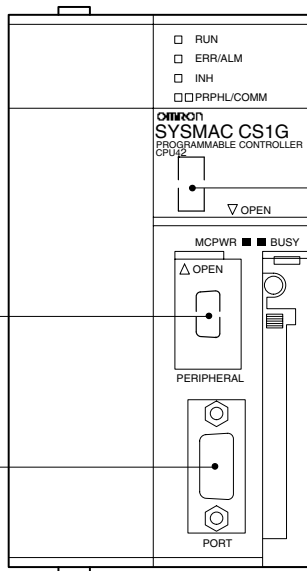 RUN
ERR/ALM
INH
PRPHL/COMM
OMRON
SYSMAC CS1G
PROGRAMMABLE CONTROLLER
CPU42
▽ OPEN
MCPWR ■ ■ BUSY
△ OPEN
PERIPHERAL
PORT